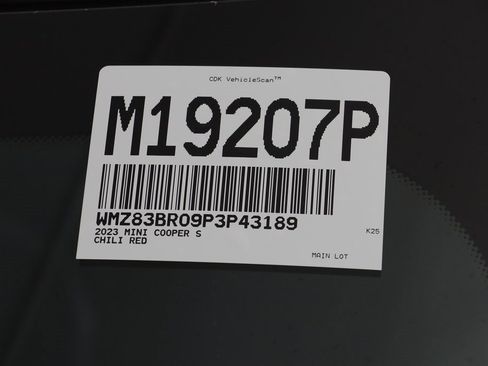 CDK VehicleScan™
M19207P
WMZ83BR09P3P43189
2023 MINI COOPER S
K25
CHILI RED
MAIN LOT